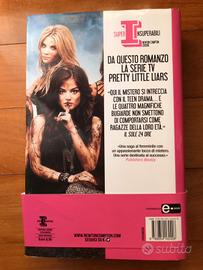 SUPER
INSUPERABILI
NEWTON COMPTON
EDITORI
DA QUESTO ROMANZO
LA SERIE TV
PRETTY LITTLE LIARS
«QUI IL MISTERO SI INTRECCIA
CON IL TEEN DRAMA... E
LE QUATTRO MAGNIFICHE
BUGIARDE NON SMETTONO
DI COMPORTARSI COME
RAGAZZE DELLA LORO ETÀ.»
IL SOLE 24 ORE
«Una saga al femminile con
un appassionante tocco di mistero.
Una serie destinata al successo.»
Publishers Weekly
WWW.NEWTONCOMPTON.COM
SEGUICI SU
Subito